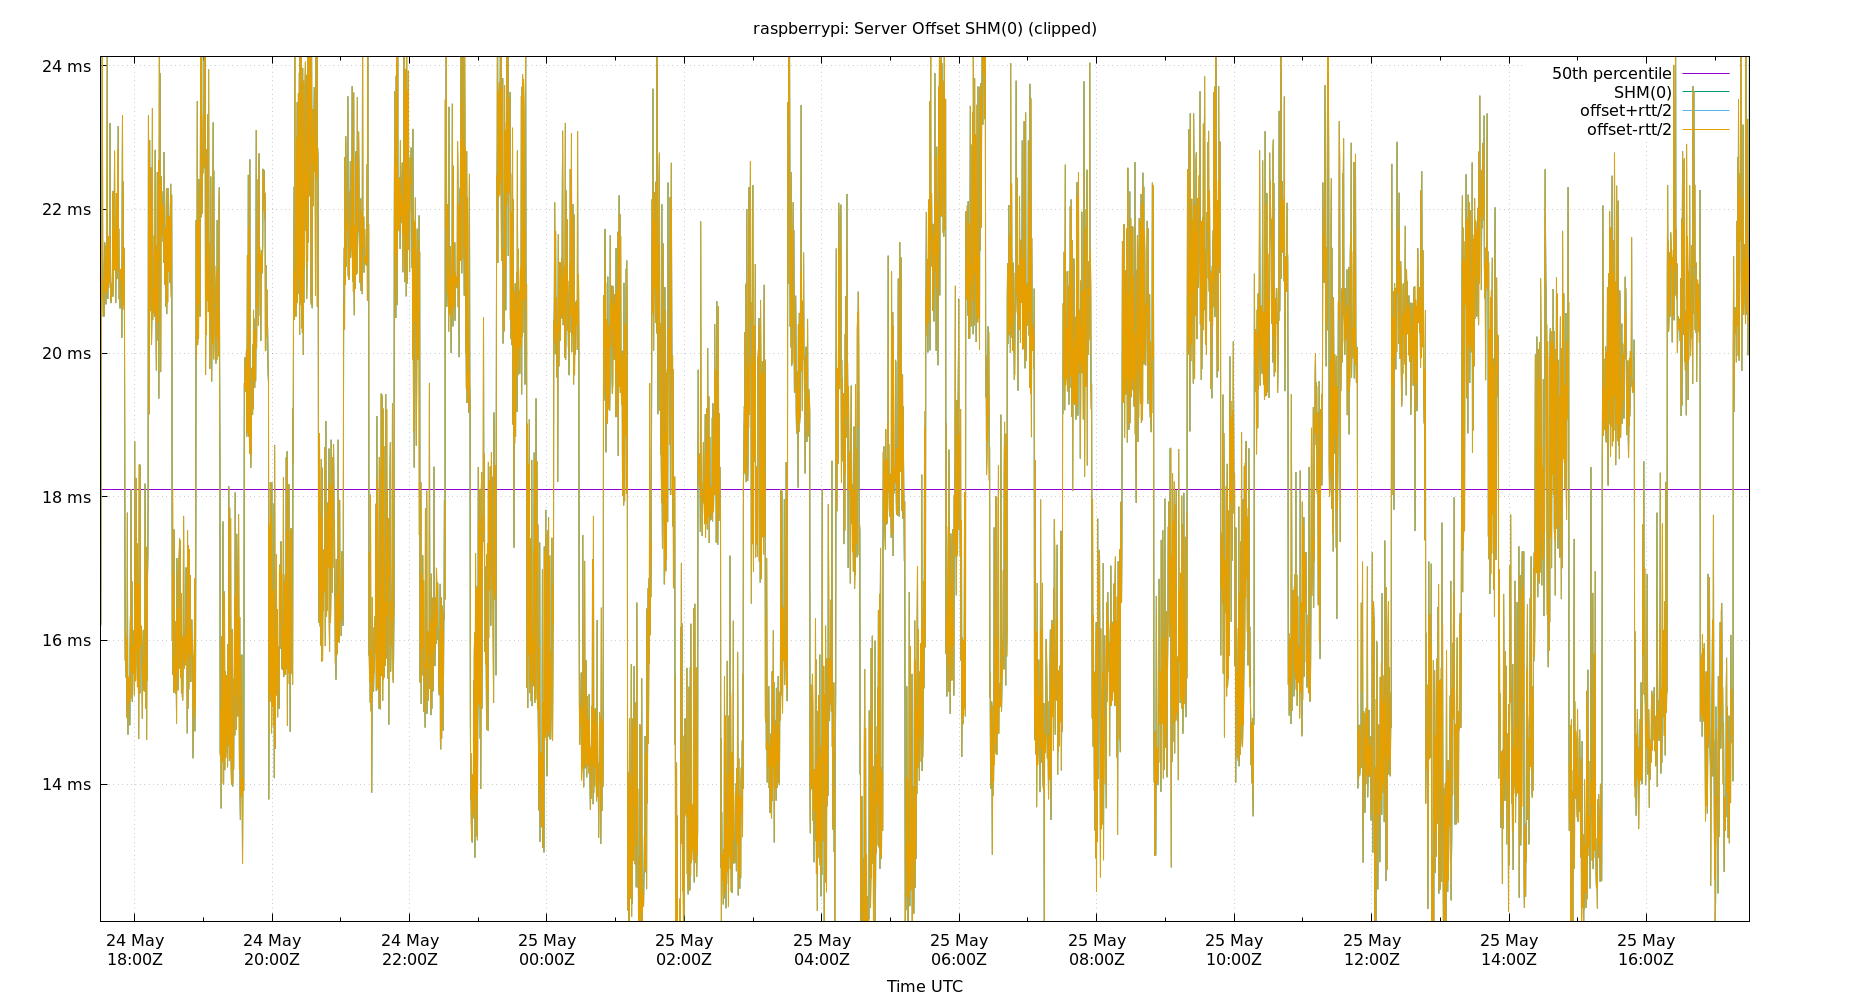 raspberrypi: Server Offset SHM(0) (clipped)
24 ms
22 ms
20 ms
18 ms
16 ms
14 ms
50th percentile
SHM(0)
offset+rtt/2
offset-rtt/2
24 May 24 May 24 May 25 May 25 May 25 May 25 May 25 May 25 May 25 May 25 May 25 May
18:00Z 20:00Z 22:00Z 00:00Z 02:00Z 04:00Z 06:00Z 08:00Z 10:00Z 12:00Z 14:00Z 16:00Z
Time UTC